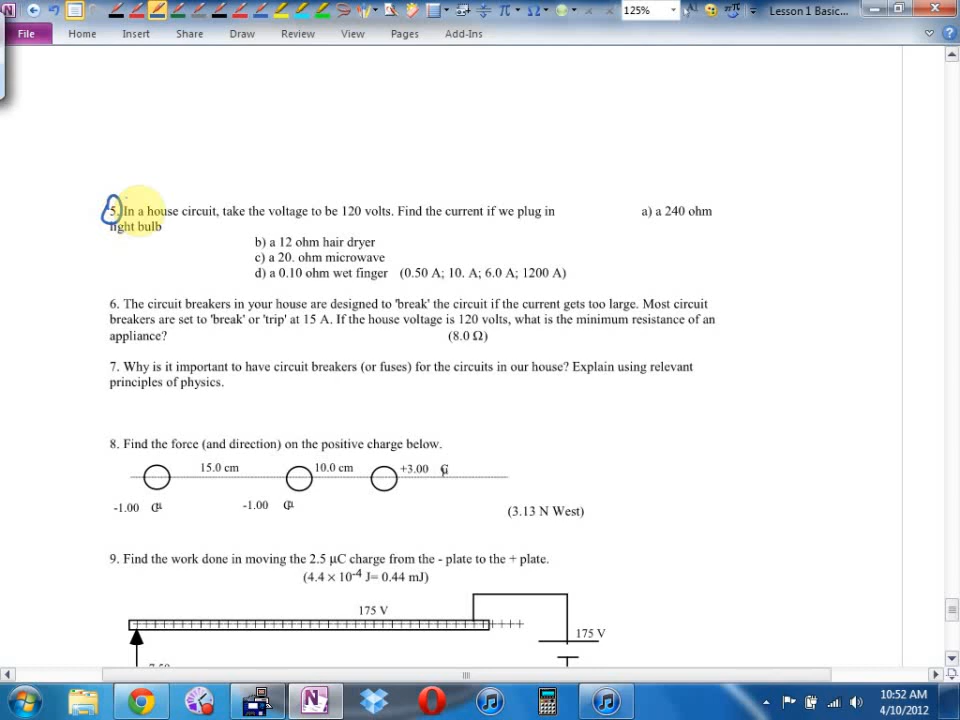 125%
Lesson 1 Basic...
File Home Insert Share Draw Review View Pages Add-Ins
5. In a house circuit, take the voltage to be 120 volts. Find the current if we plug in a) a 240 ohm
light bulb
b) a 12 ohm hair dryer
c) a 20. ohm microwave
d) a 0.10 ohm wet finger (0.50 A; 10. A; 6.0 A; 1200 A)
6. The circuit breakers in your house are designed to 'break' the circuit if the current gets too large. Most circuit
breakers are set to 'break' or 'trip' at 15 A. If the house voltage is 120 volts, what is the minimum resistance of an
appliance? (8.0 Ω)
7. Why is it important to have circuit breakers (or fuses) for the circuits in our house? Explain using relevant
principles of physics.
8. Find the force (and direction) on the positive charge below.
15.0 cm 10.0 cm +3.00 µC
-1.00 µC -1.00 µC
(3.13 N West)
9. Find the work done in moving the 2.5 µC charge from the - plate to the + plate.
(4.4 × 10-4 J= 0.44 mJ)
175 V
175 V
10:52 AM
4/10/2012